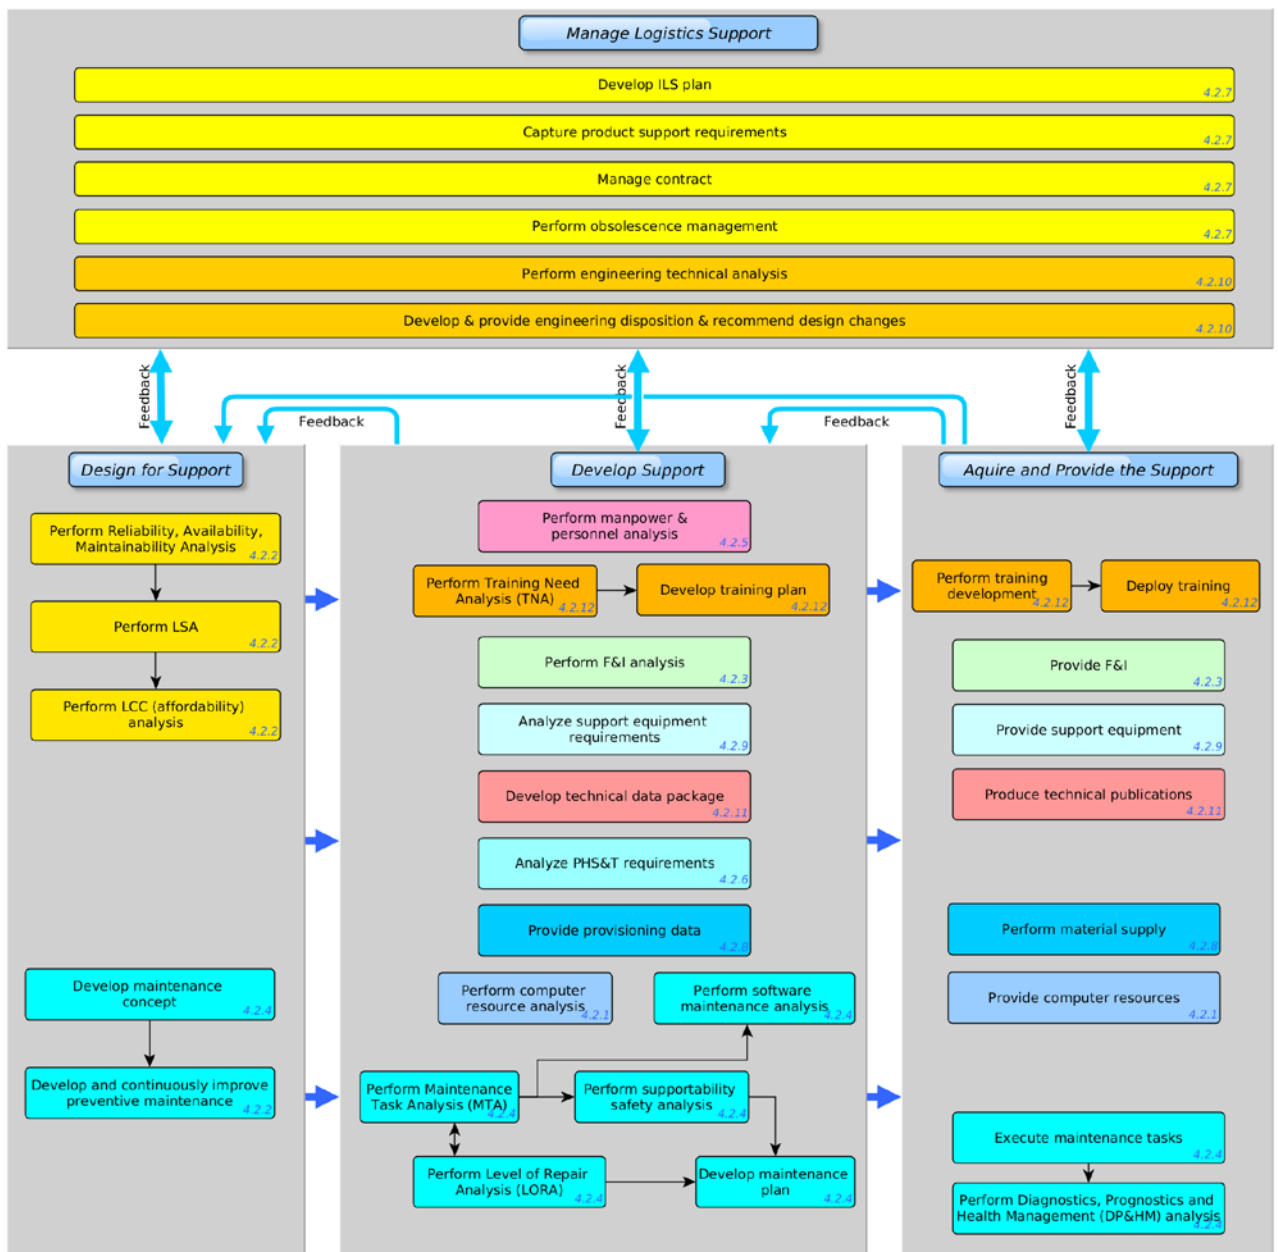 Manage Logistics Support
Develop ILS plan
4.2.7
Capture product support requirements
4.2.7
Manage contract
4.2.7
Perform obsolescence management
4.2.7
Perform engineering technical analysis
4.2.10
Develop & provide engineering disposition & recommend design changes
4.2.10
Feedback
Feedback
Feedback
Feedback
Feedback
Design for Support
Perform Reliability, Availability,
Maintainability Analysis
4.2.2
Perform LSA
4.2.2
Perform LCC (affordability)
analysis
4.2.2
Develop maintenance
concept
4.2.4
Develop and continuously improve
preventive maintenance
4.2.2
Develop Support
Perform manpower &
personnel analysis
4.2.5
Perform Training Need
Analysis (TNA)
4.2.12
Develop training plan
4.2.12
Perform F&I analysis
4.2.3
Analyze support equipment
requirements
4.2.9
Develop technical data package
4.2.11
Analyze PHS&T requirements
4.2.6
Provide provisioning data
4.2.8
Perform computer
resource analysis
4.2.1
Perform software
maintenance analysis
4.2.4
Perform Maintenance
Task Analysis (MTA)
4.2.4
Perform supportability
safety analysis
4.2.4
Perform Level of Repair
Analysis (LORA)
4.2.4
Develop maintenance
plan
4.2.4
Aquire and Provide the Support
Perform training
development
4.2.12
Deploy training
4.2.12
Provide F&I
4.2.3
Provide support equipment
4.2.9
Produce technical publications
4.2.11
Perform material supply
4.2.8
Provide computer resources
4.2.1
Execute maintenance tasks
4.2.4
Perform Diagnostics, Prognostics and
Health Management (DP&HM) analysis
4.2.4